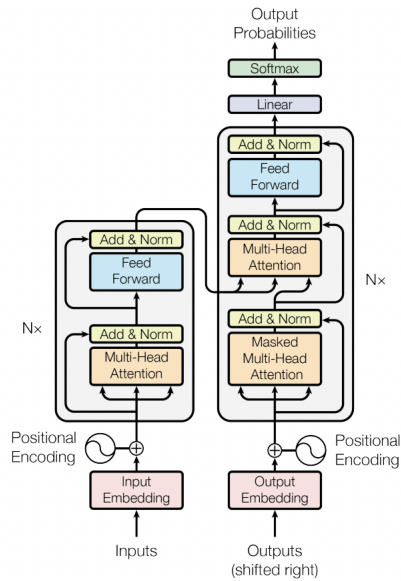 Output
Probabilities
Softmax
Linear
Add & Norm
Feed
Forward
Add & Norm
Multi-Head
Attention
Add & Norm
Masked
Multi-Head
Attention
Nx
Add & Norm
Feed
Forward
Add & Norm
Multi-Head
Attention
Nx
Positional
Encoding
Positional
Encoding
Input
Embedding
Output
Embedding
Inputs
Outputs
(shifted right)